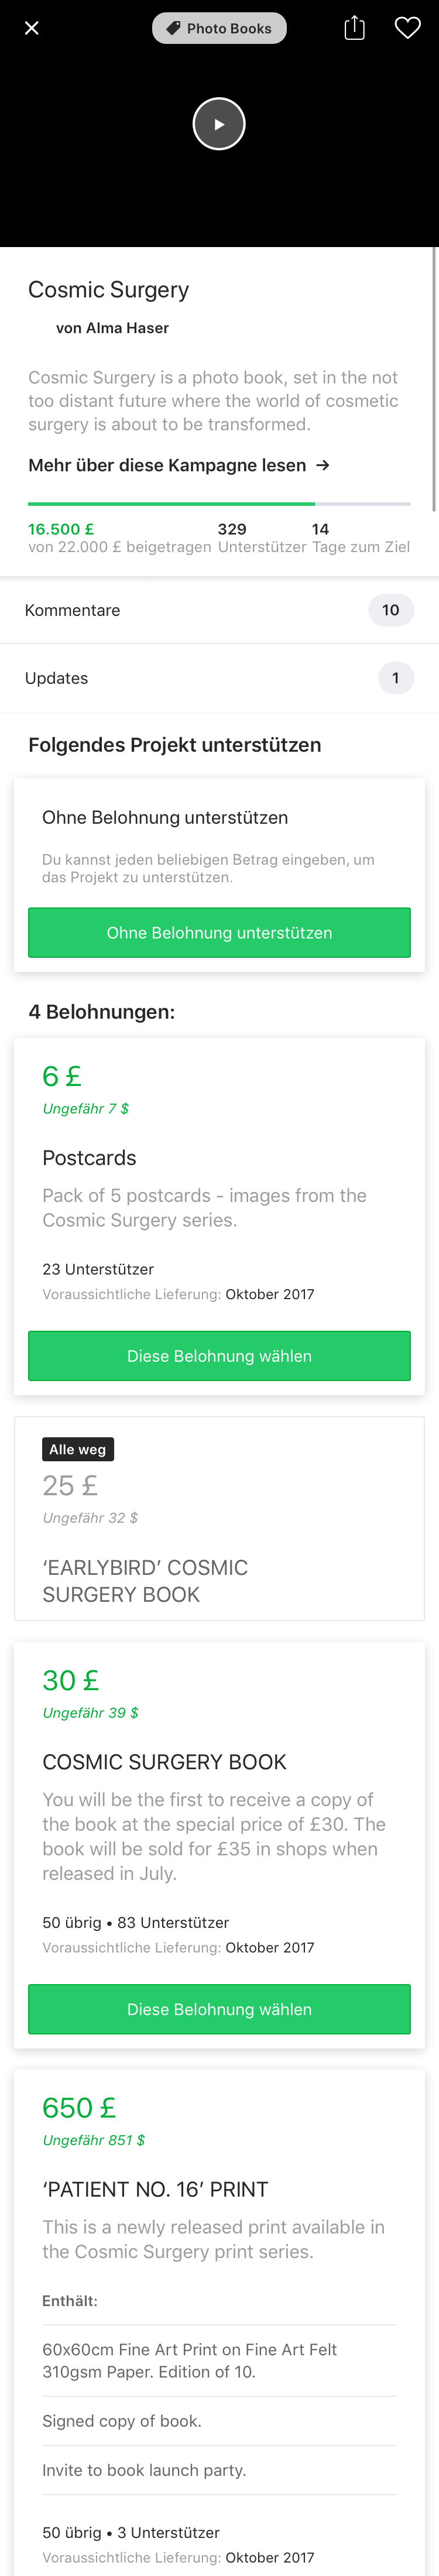 Photo Books
Cosmic Surgery
von Alma Haser
Cosmic Surgery is a photo book, set in the not
too distant future where the world of cosmetic
surgery is about to be transformed.
Mehr über diese Kampagne lesen →
16.500 £ 329 14
von 22.000 £ beigetragen Unterstützer Tage zum Ziel
Kommentare 10
Updates 1
Folgendes Projekt unterstützen
Ohne Belohnung unterstützen
Du kannst jeden beliebigen Betrag eingeben, um
das Projekt zu unterstützen.
Ohne Belohnung unterstützen
4 Belohnungen:
6 £
Ungefähr 7 $
Postcards
Pack of 5 postcards - images from the
Cosmic Surgery series.
23 Unterstützer
Voraussichtliche Lieferung: Oktober 2017
Diese Belohnung wählen
Alle weg
25 £
Ungefähr 32 $
‘EARLYBIRD’ COSMIC
SURGERY BOOK
30 £
Ungefähr 39 $
COSMIC SURGERY BOOK
You will be the first to receive a copy of
the book at the special price of £30. The
book will be sold for £35 in shops when
released in July.
50 übrig • 83 Unterstützer
Voraussichtliche Lieferung: Oktober 2017
Diese Belohnung wählen
650 £
Ungefähr 851 $
‘PATIENT NO. 16’ PRINT
This is a newly released print available in
the Cosmic Surgery print series.
Enthält:
60x60cm Fine Art Print on Fine Art Felt
310gsm Paper. Edition of 10.
Signed copy of book.
Invite to book launch party.
50 übrig • 3 Unterstützer
Voraussichtliche Lieferung: Oktober 2017